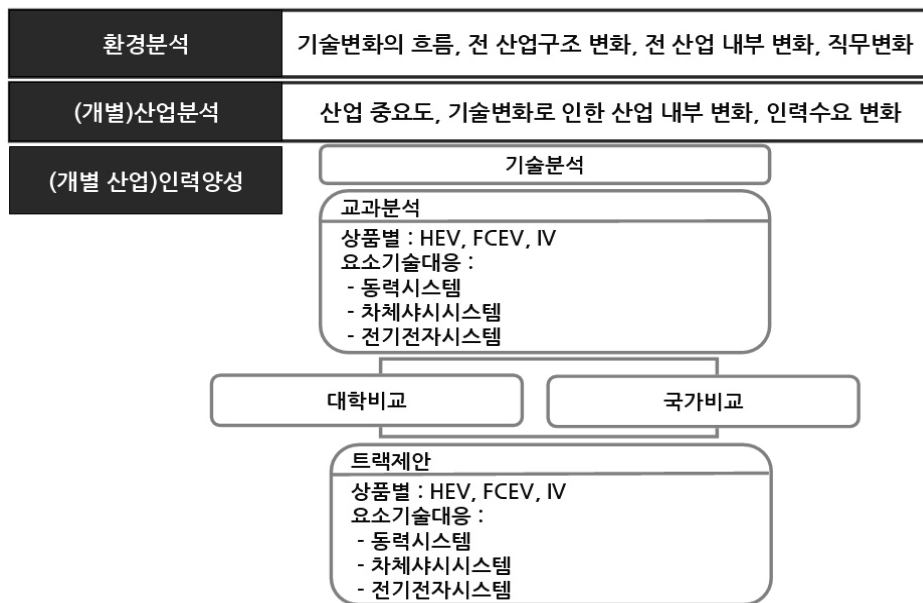 환경분석
기술변화의 흐름, 전 산업구조 변화, 전 산업 내부 변화, 직무변화
(개별)산업분석
산업 중요도, 기술변화로 인한 산업 내부 변화, 인력수요 변화
(개별 산업)인력양성
기술분석
교과분석
상품별 : HEV, FCEV, IV
요소기술대응 :
- 동력시스템
- 차체샤시시스템
- 전기전자시스템
대학비교
국가비교
트랙제안
상품별 : HEV, FCEV, IV
요소기술대응 :
- 동력시스템
- 차체샤시시스템
- 전기전자시스템